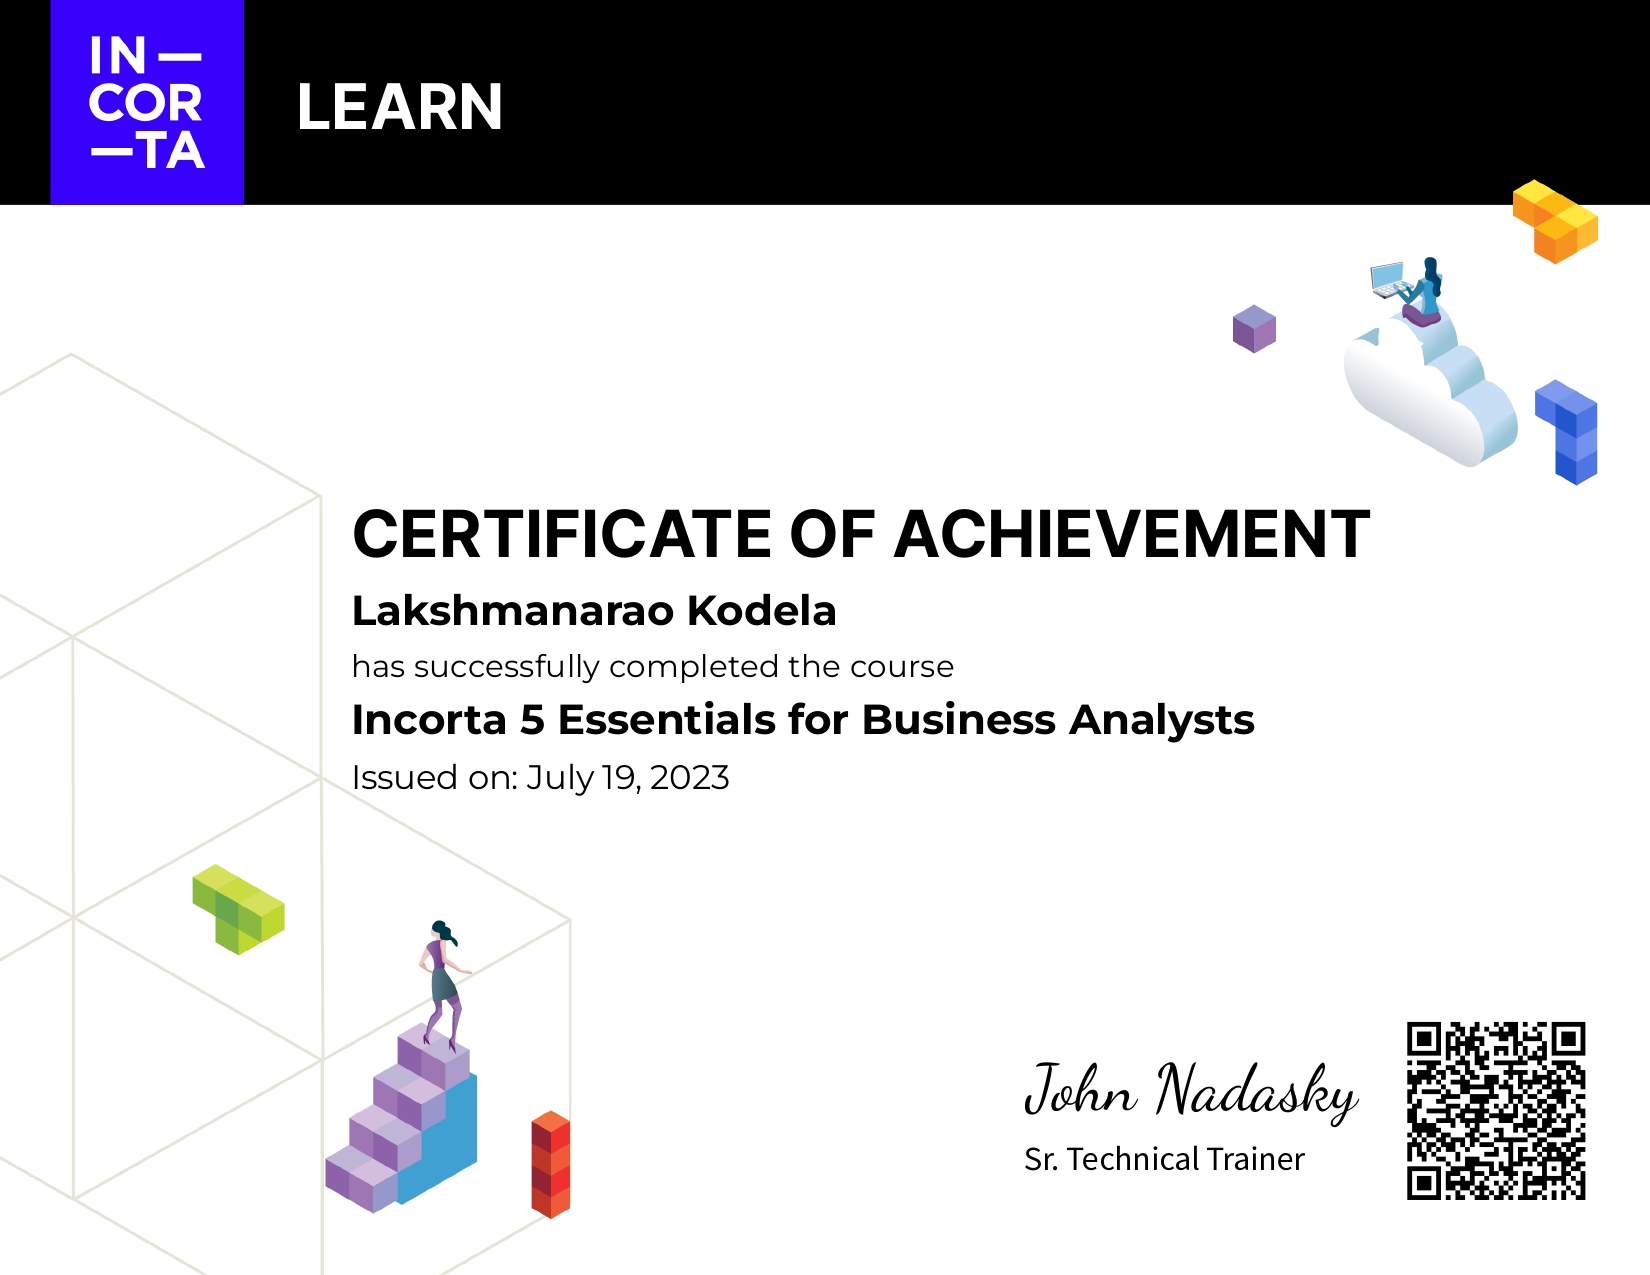 IN—
COR
—TA
LEARN
CERTIFICATE OF ACHIEVEMENT
Lakshmanarao Kodela
has successfully completed the course
Incorta 5 Essentials for Business Analysts
Issued on: July 19, 2023
John Nadasky
Sr. Technical Trainer